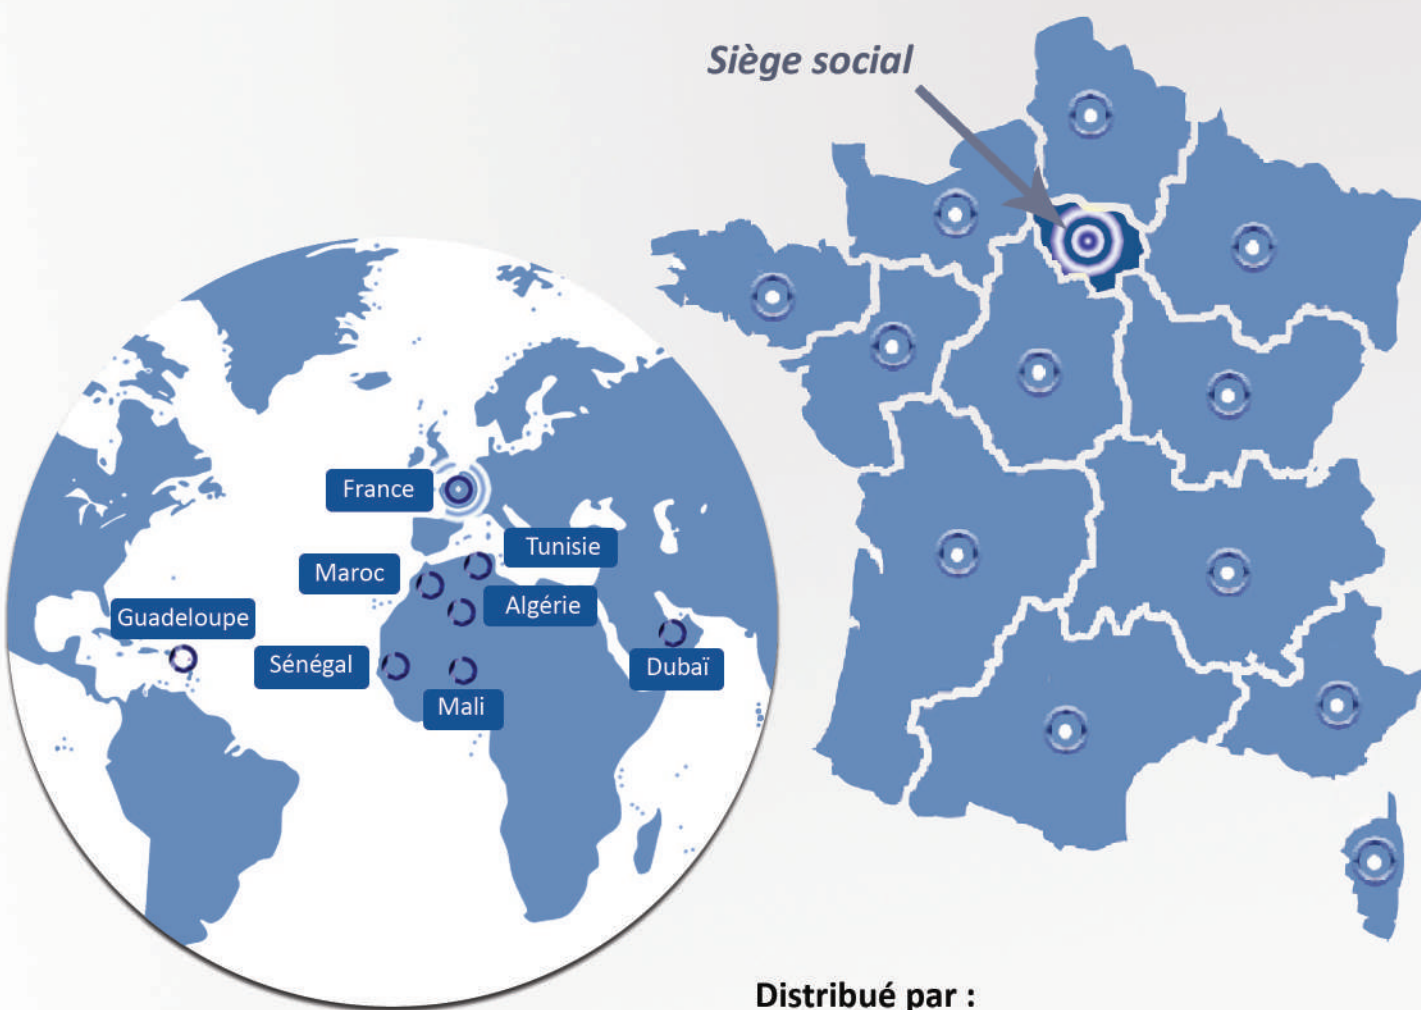 Siège social
France
Tunisie
Maroc
Algérie
Guadeloupe
Sénégal
Dubaï
Mali
Distribué par :